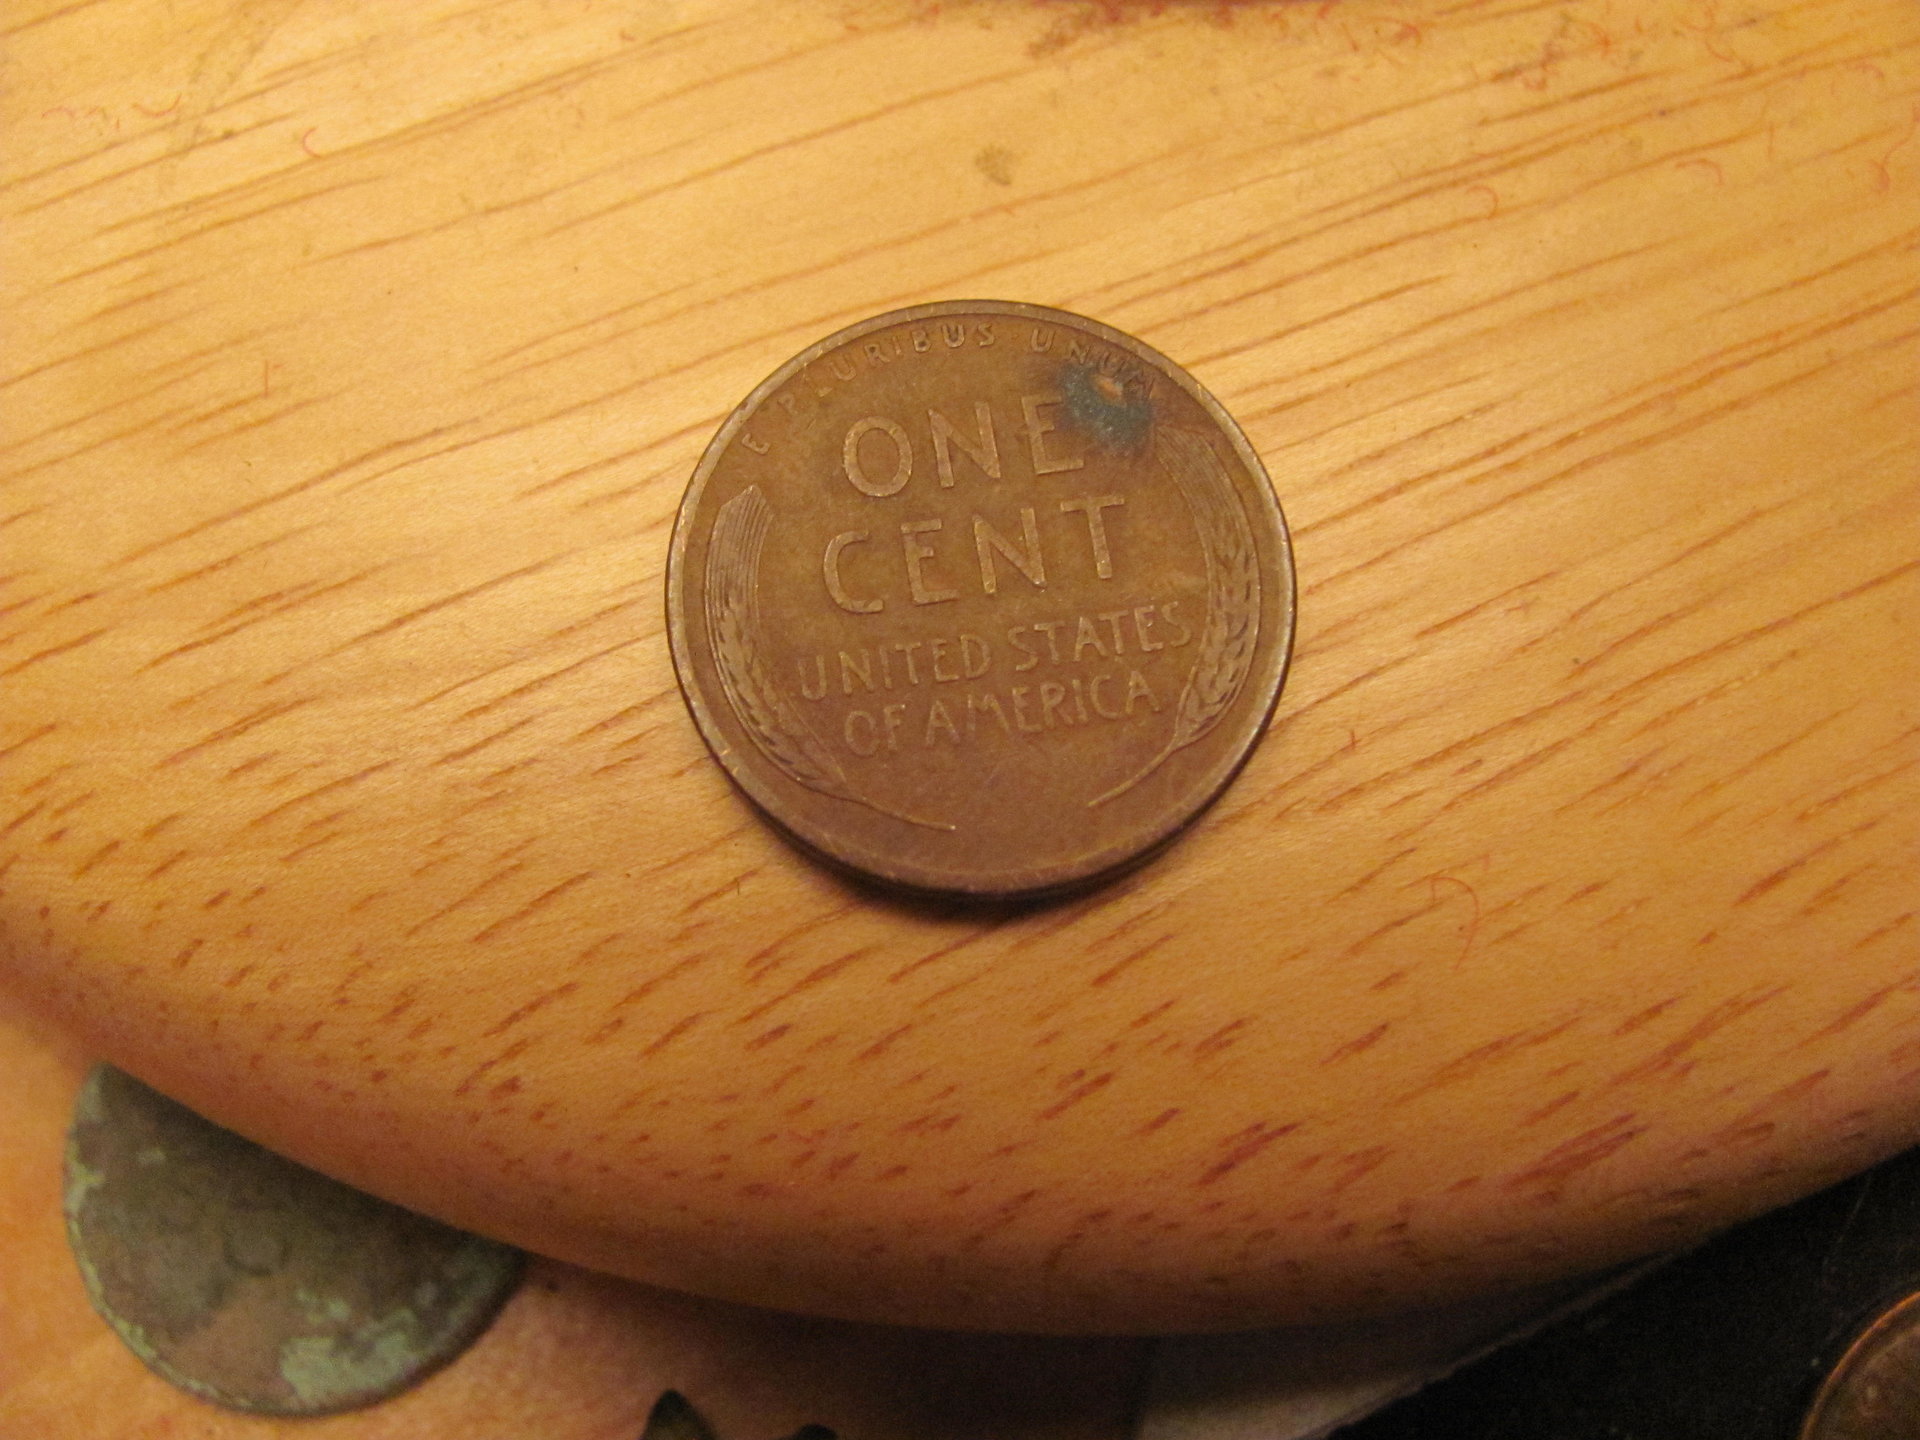 E PLURIBUS · UNUM
ONE
CENT
UNITED STATES
OF AMERICA